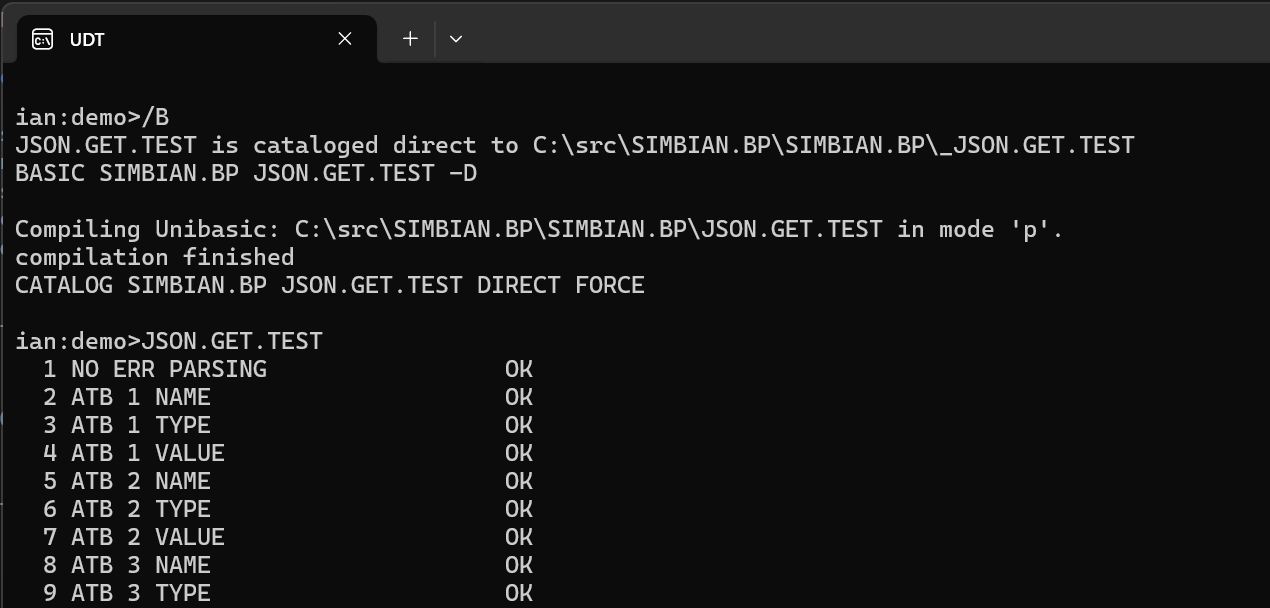 UDT
ian:demo>/B
JSON.GET.TEST is cataloged direct to C:\src\SIMBIAN.BP\SIMBIAN.BP\_JSON.GET.TEST
BASIC SIMBIAN.BP JSON.GET.TEST -D
Compiling Unibasic: C:\src\SIMBIAN.BP\SIMBIAN.BP\JSON.GET.TEST in mode 'p'.
compilation finished
CATALOG SIMBIAN.BP JSON.GET.TEST DIRECT FORCE
ian:demo>JSON.GET.TEST
1 NO ERR PARSING OK
2 ATB 1 NAME OK
3 ATB 1 TYPE OK
4 ATB 1 VALUE OK
5 ATB 2 NAME OK
6 ATB 2 TYPE OK
7 ATB 2 VALUE OK
8 ATB 3 NAME OK
9 ATB 3 TYPE OK